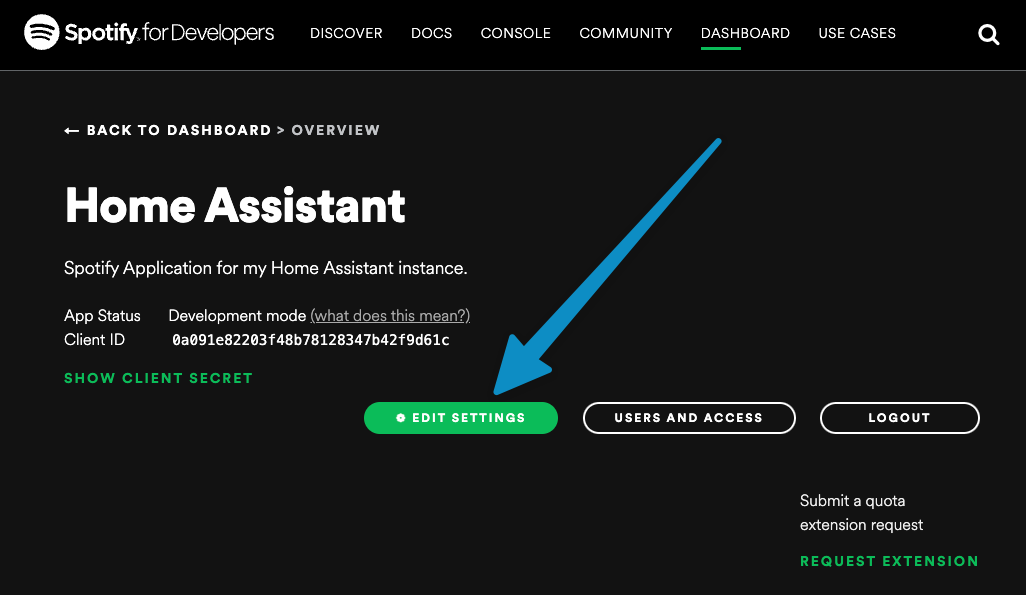 Spotify for Developers DISCOVER DOCS CONSOLE COMMUNITY DASHBOARD USE CASES
← BACK TO DASHBOARD > OVERVIEW
Home Assistant
Spotify Application for my Home Assistant instance.
App Status Development mode (what does this mean?)
Client ID 0a091e82203f48b78128347b42f9d61c
SHOW CLIENT SECRET
EDIT SETTINGS USERS AND ACCESS LOGOUT
Submit a quota
extension request
REQUEST EXTENSION